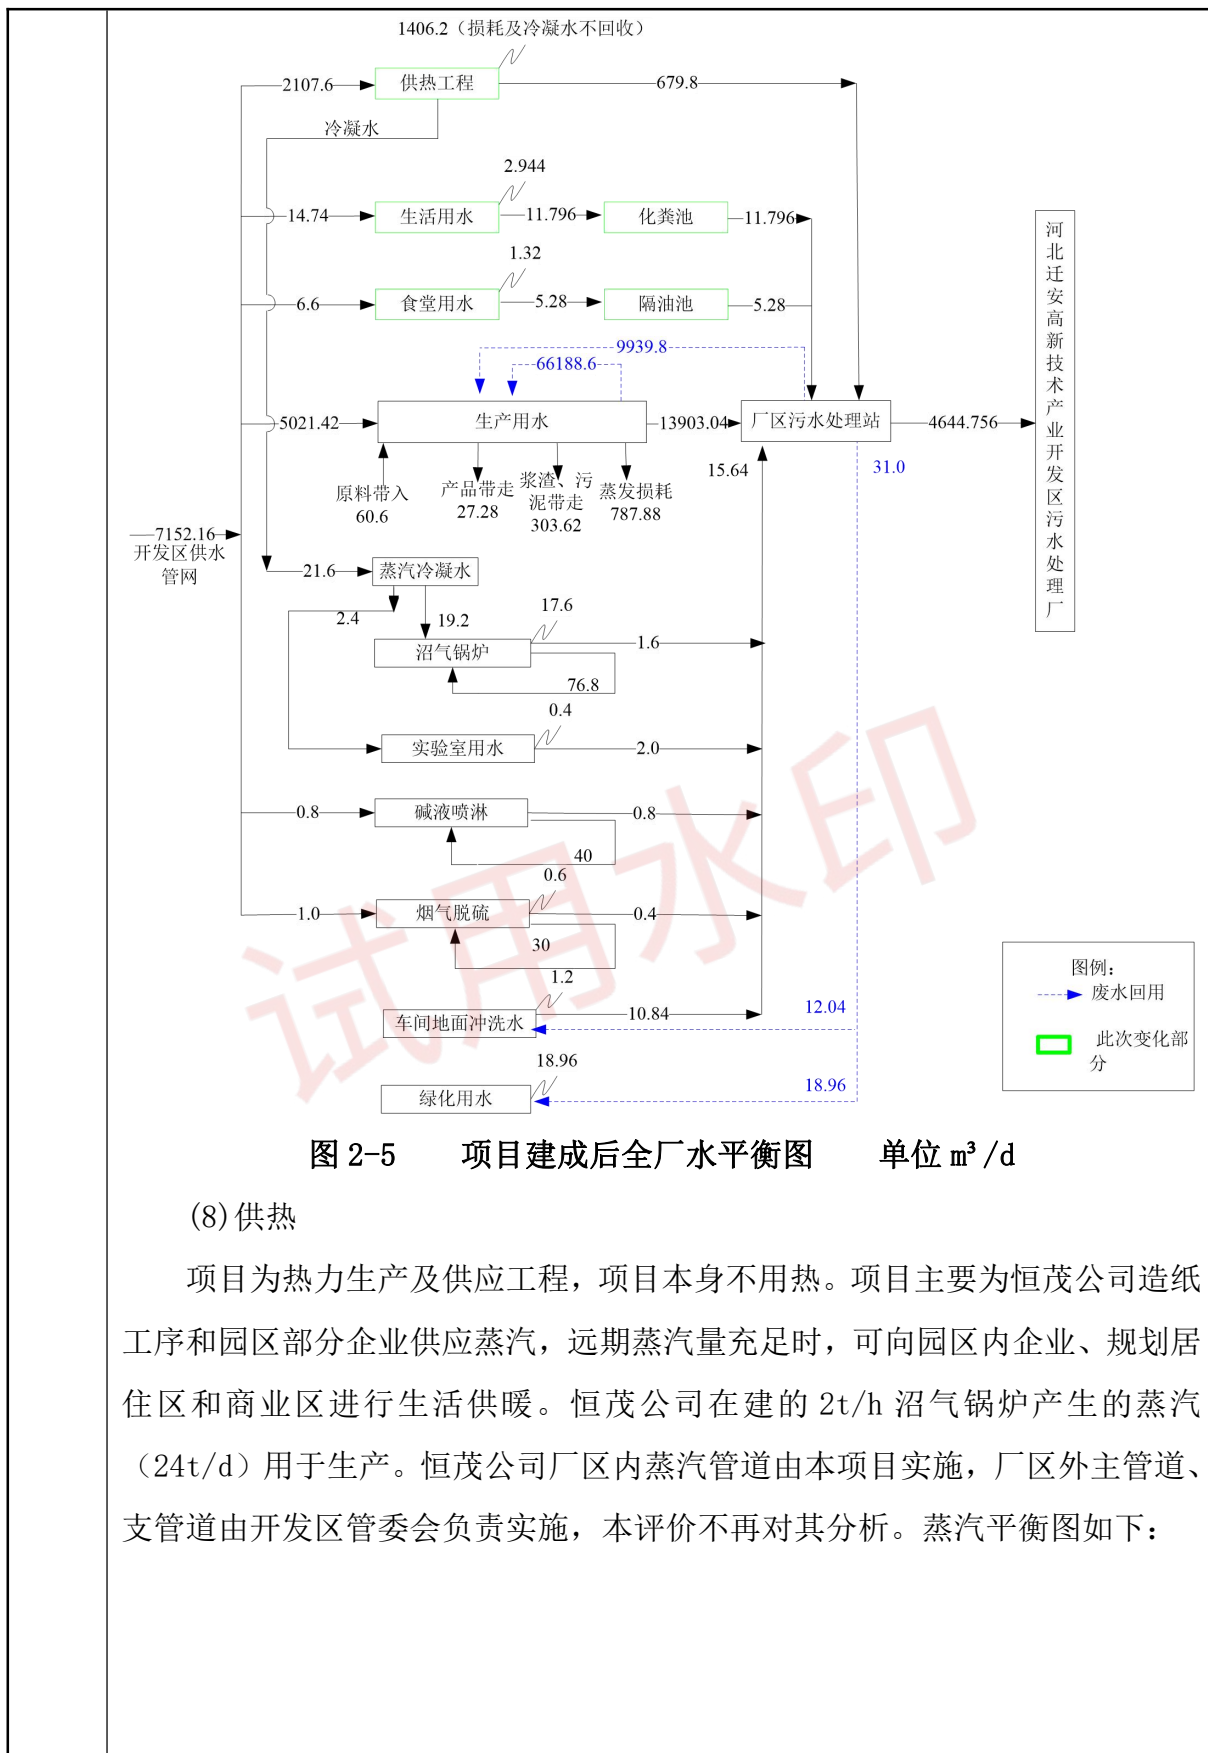 1406.2（损耗及冷凝水不回收）
2107.6
供热工程
679.8
冷凝水
2.944
14.74
生活用水
11.796
化粪池
11.796
1.32
6.6
食堂用水
5.28
隔油池
5.28
9939.8
66188.6
5021.42
生产用水
13903.04
厂区污水处理站
4644.756
河北迁安高新技术产业开发区污水处理厂
15.64
31.0
原料带入
60.6
产品带走
27.28
浆渣、污
泥带走
303.62
蒸发损耗
787.88
7152.16
开发区供水
管网
21.6
蒸汽冷凝水
2.4
19.2
17.6
沼气锅炉
1.6
76.8
0.4
实验室用水
2.0
0.8
碱液喷淋
0.8
40
0.6
1.0
烟气脱硫
0.4
30
1.2
车间地面冲洗水
10.84
12.04
18.96
绿化用水
18.96
图例：
废水回用
此次变化部
分
试用水印
图 2-5 项目建成后全厂水平衡图 单位 m³/d
(8)供热
项目为热力生产及供应工程，项目本身不用热。项目主要为恒茂公司造纸
工序和园区部分企业供应蒸汽，远期蒸汽量充足时，可向园区内企业、规划居
住区和商业区进行生活供暖。恒茂公司在建的 2t/h 沼气锅炉产生的蒸汽
（24t/d）用于生产。恒茂公司厂区内蒸汽管道由本项目实施，厂区外主管道、
支管道由开发区管委会负责实施，本评价不再对其分析。蒸汽平衡图如下：